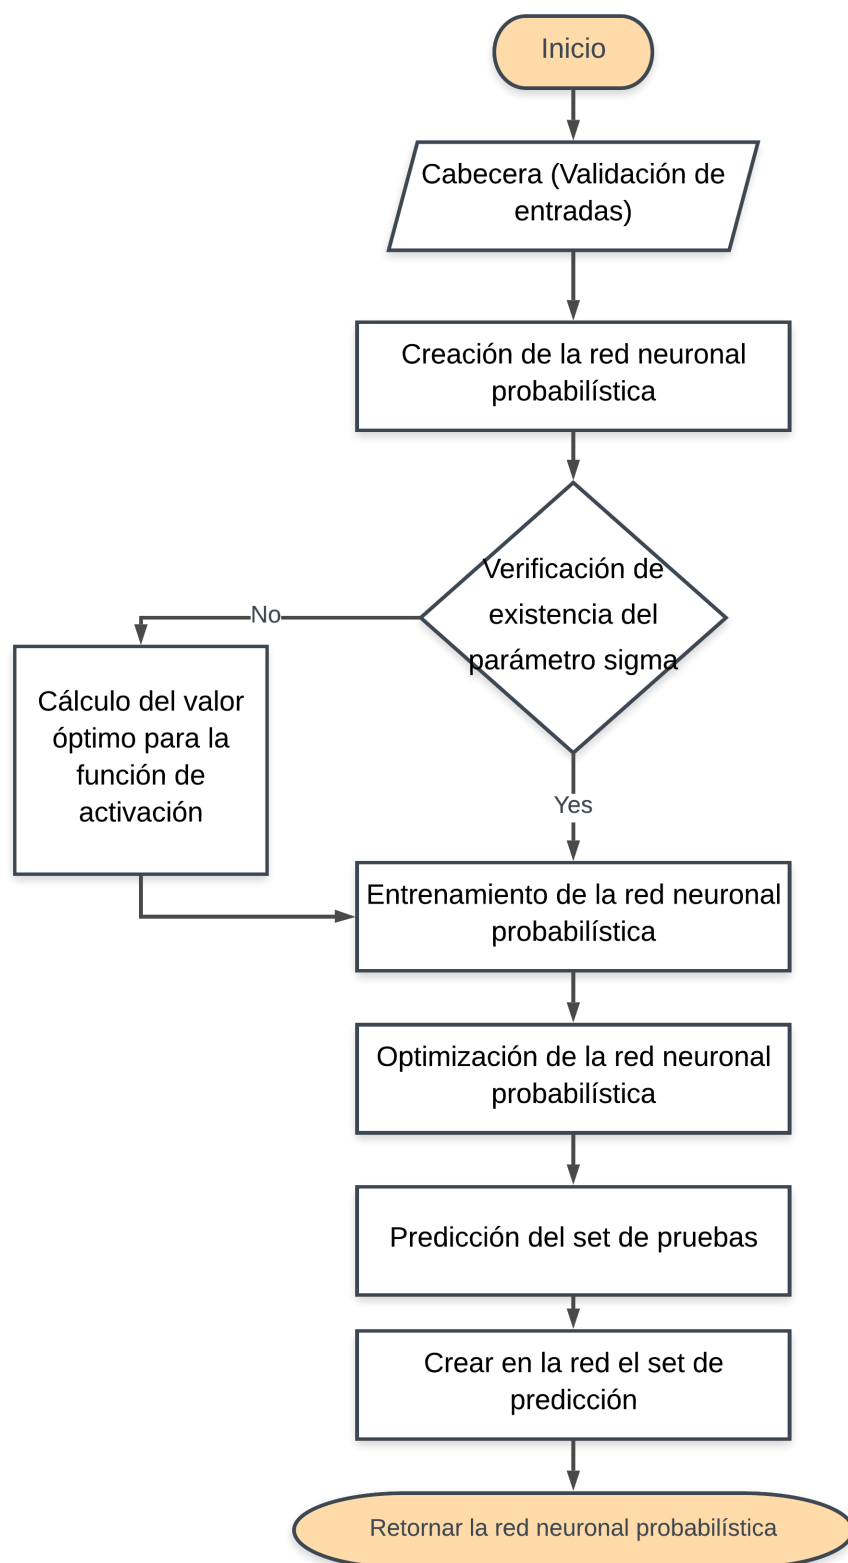 Inicio
Cabecera (Validación de
entradas)
Creación de la red neuronal
probabilística
Verificación de
existencia del
parámetro sigma
No
Cálculo del valor
óptimo para la
función de
activación
Yes
Entrenamiento de la red neuronal
probabilística
Optimización de la red neuronal
probabilística
Predicción del set de pruebas
Crear en la red el set de
predicción
Retornar la red neuronal probabilística